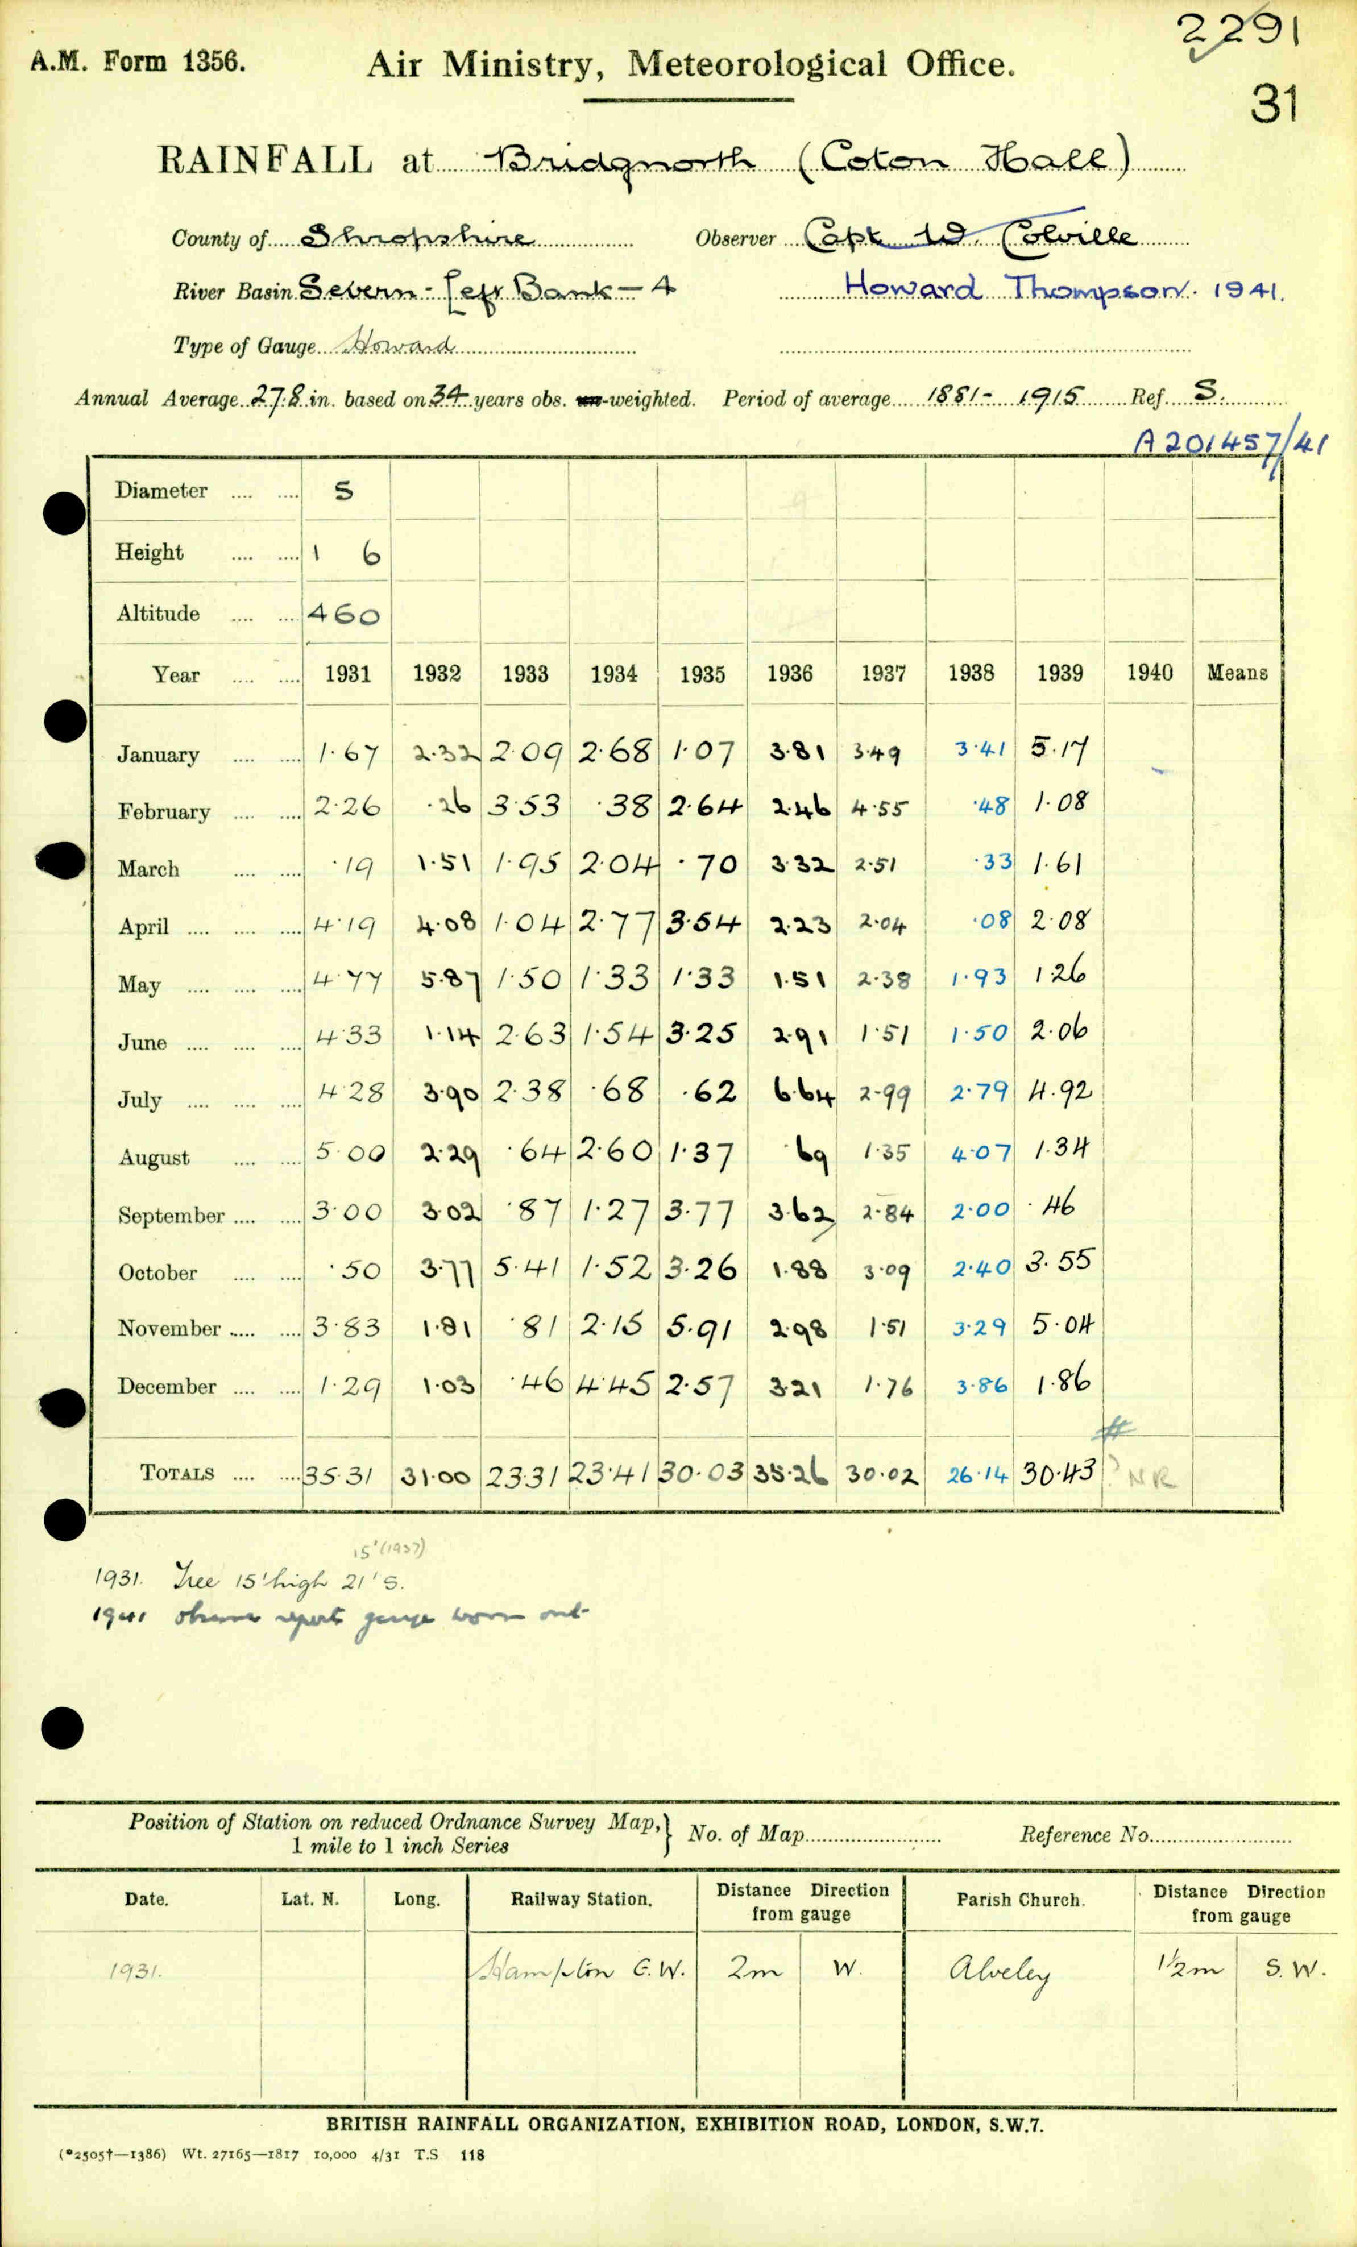 2291
A.M. Form 1356. Air Ministry, Meteorological Office.
31
RAINFALL at Bridgnorth (Coton Hall)
County of Shropshire Observer Capt W. Colville
River Basin Severn - Left Bank - 4 Howard Thompson. 1941.
Type of Gauge Howard
Annual Average 27.8 in. based on 34 years obs. un-weighted. Period of average 1881 - 1915 Ref. S.
A201457/41
Diameter .... .... 5
Height .... .... 1 6
Altitude .... .... 460
Year .... .... 1931 1932 1933 1934 1935 1936 1937 1938 1939 1940 Means
January .... .... 1.67 2.32 2.09 2.68 1.07 3.81 3.49 3.41 5.17
February .... .... 2.26 .26 3.53 .38 2.64 2.46 4.55 .48 1.08
March .... .... .19 1.51 1.95 2.04 .70 3.32 2.51 .33 1.61
April .... .... .... 4.19 4.08 1.04 2.77 3.54 2.23 2.04 .08 2.08
May .... .... .... 4.77 5.87 1.50 1.33 1.33 1.51 2.38 1.93 1.26
June .... .... .... 4.33 1.14 2.63 1.54 3.25 2.91 1.51 1.50 2.06
July .... .... .... 4.28 3.90 2.38 .68 .62 6.64 2.99 2.79 4.92
August .... .... 5.00 2.29 .64 2.60 1.37 .69 1.35 4.07 1.34
September .... .... 3.00 3.02 .87 1.27 3.77 3.62 2.84 2.00 .46
October .... .... .50 3.77 5.41 1.52 3.26 1.88 3.09 2.40 3.55
November .... .... 3.83 1.81 .81 2.15 5.91 2.98 1.51 3.29 5.04
December .... .... 1.29 1.03 .46 4.45 2.57 3.21 1.76 3.86 1.86
TOTALS .... .... 35.31 31.00 23.31 23.41 30.03 35.26 30.02 26.14 30.43 ? NR
15' (1937)
1931. Tree 15' high 21' S.
1941 observer reports gauge worn out
Position of Station on reduced Ordnance Survey Map,} No. of Map Reference No.
1 mile to 1 inch Series
Date. Lat. N. Long. Railway Station. Distance Direction from gauge Parish Church. Distance Direction from gauge
1931. Hampton G.W. 2m W. Alveley 1½m S.W.
BRITISH RAINFALL ORGANIZATION, EXHIBITION ROAD, LONDON, S.W.7.
(*2505†—1386) Wt. 27165—1817 10,000 4/31 T.S 118